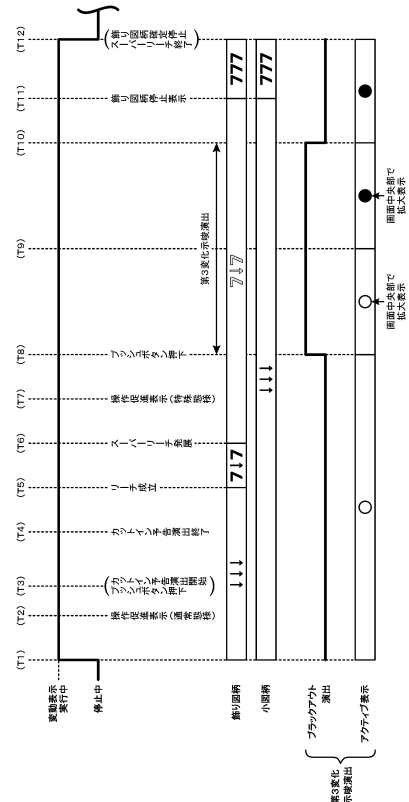 (T1)
(T2)
(T3)
(T4)
(T5)
(T6)
(T7)
(T8)
(T9)
(T10)
(T11)
(T12)
変動表示
実行中
停止中
操作促進表示(通常態様)
カットイン予告演出開始
プッシュボタン押下
カットイン予告演出終了
リーチ成立
スーパーリーチ発展
操作促進表示(特殊態様)
プッシュボタン押下
飾り図柄停止表示
飾り図柄確定停止
スーパーリーチ終了
第3変化示唆演出
飾り図柄
↓↓↓
7↓7
7↓7
777
小図柄
↓↓↓
777
ブラックアウト
演出
アクティブ表示
第3変化
示唆演出
画面中央部で
拡大表示
画面中央部で
拡大表示